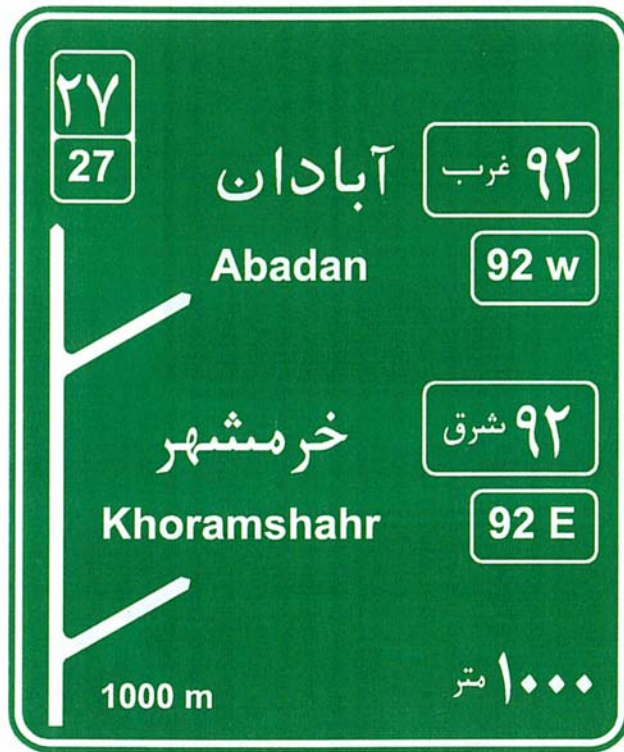 ۲۷
27
آبادان
۹۲ غرب
Abadan
92 w
خرمشهر
۹۲ شرق
Khoramshahr
92 E
1000 m
۱۰۰۰ متر